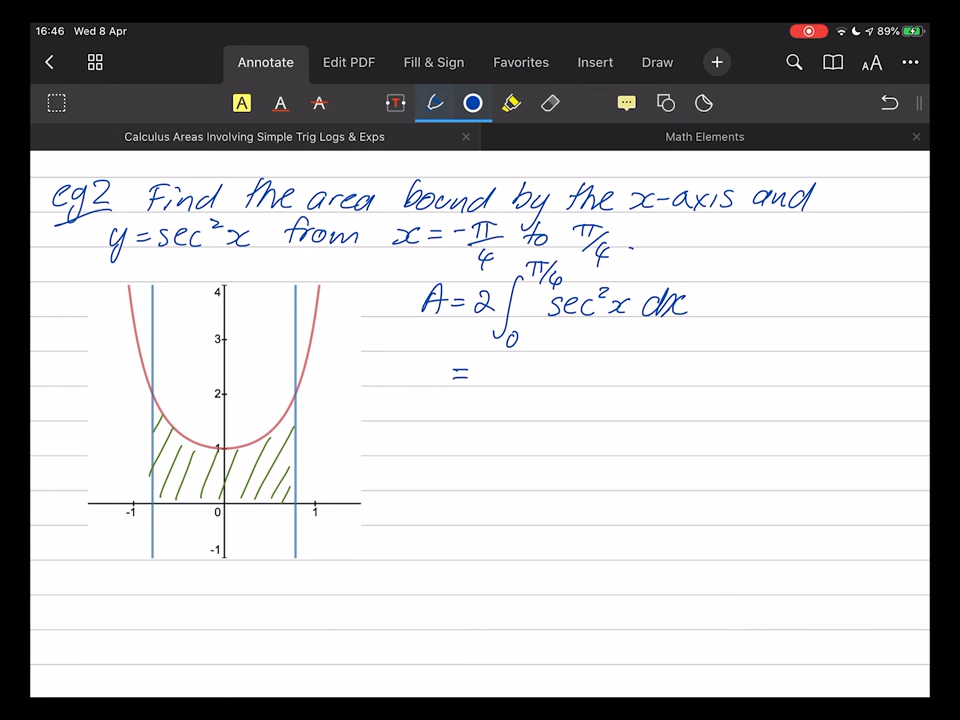 16:46 Wed 8 Apr 89%
Annotate Edit PDF Fill & Sign Favorites Insert Draw
Calculus Areas Involving Simple Trig Logs & Exps Math Elements
eg2 Find the area bound by the x-axis and
y = sec²x from x = -π/4 to π/4.
A = 2 ∫₀^(π/4) sec²x dx
=
4
3
2
1
-1 0 1
-1